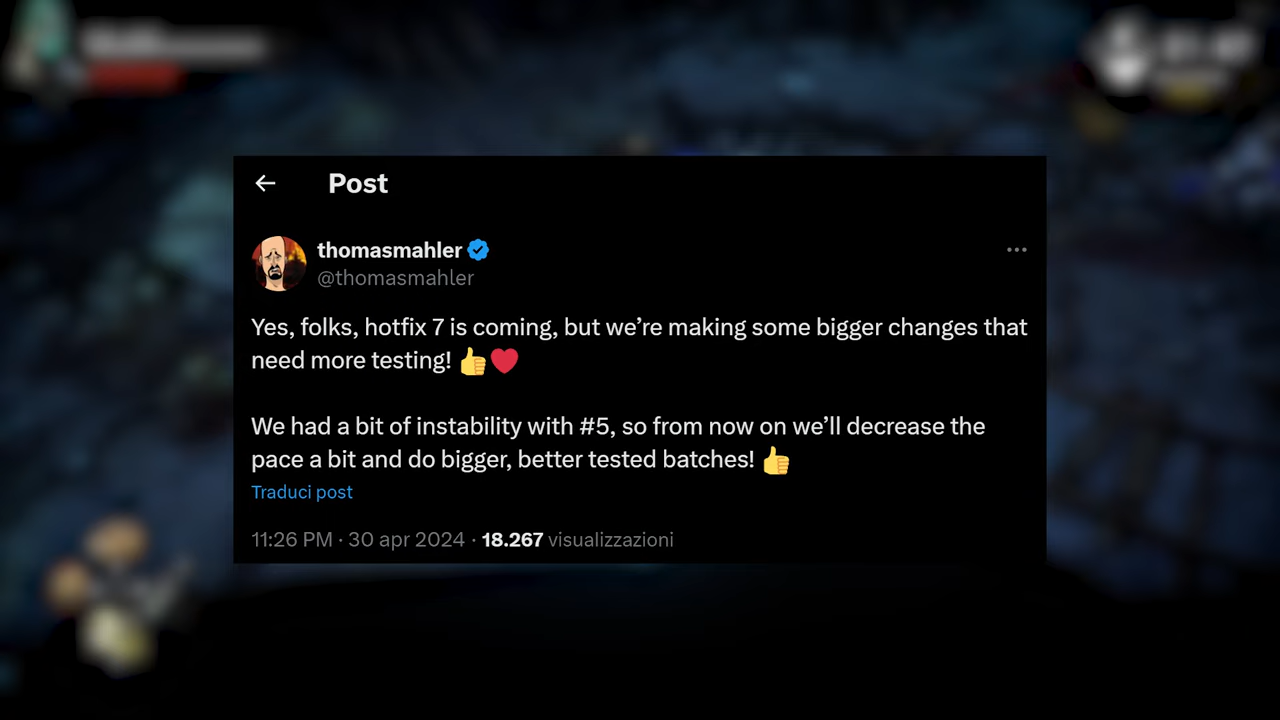 Post
thomasmahler
@thomasmahler
Yes, folks, hotfix 7 is coming, but we’re making some bigger changes that
need more testing! 👍❤️
We had a bit of instability with #5, so from now on we’ll decrease the
pace a bit and do bigger, better tested batches! 👍
Traduci post
11:26 PM · 30 apr 2024 · 18.267 visualizzazioni